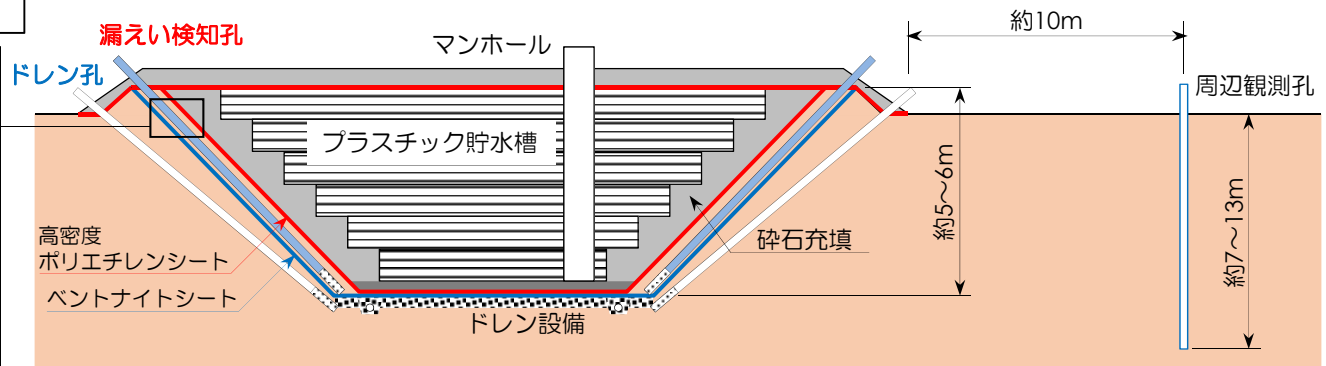 漏えい検知孔
ドレン孔
マンホール
約10m
周辺観測孔
プラスチック貯水槽
約5～6m
約7～13m
高密度
ポリエチレンシート
ベントナイトシート
砕石充填
ドレン設備